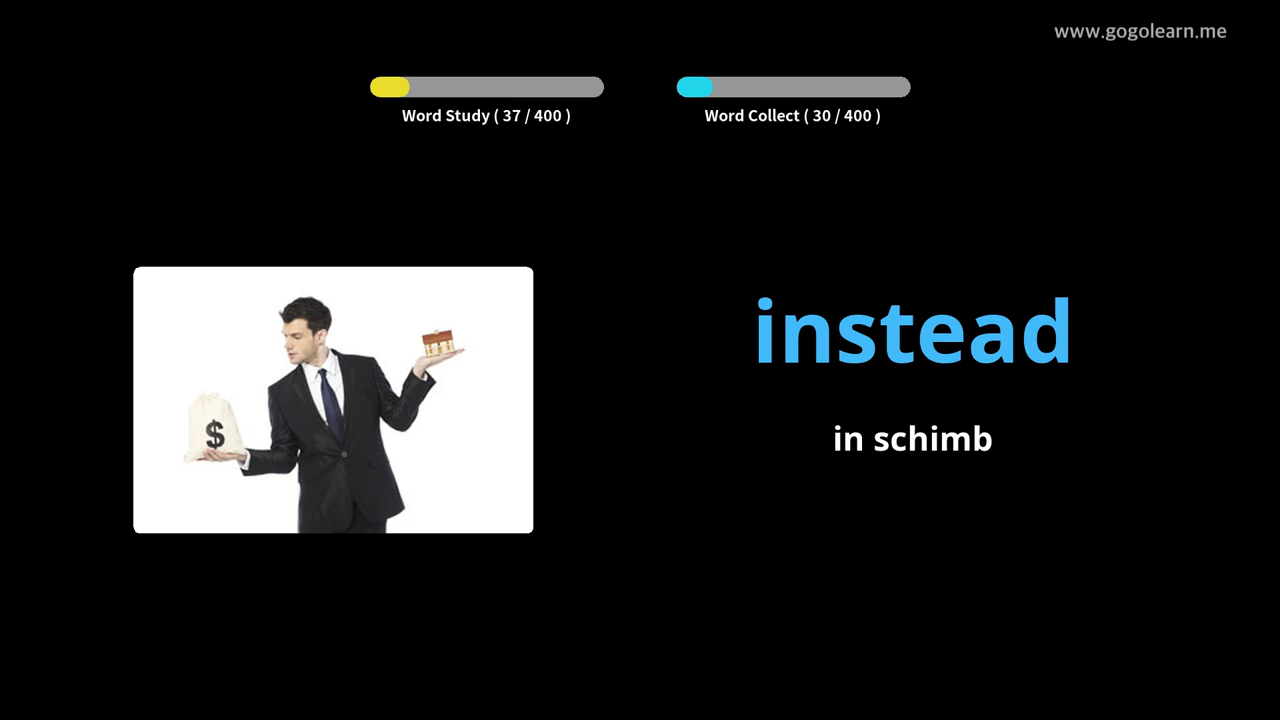 www.gogolearn.me
Word Study ( 37 / 400 )
Word Collect ( 30 / 400 )
instead
in schimb
$